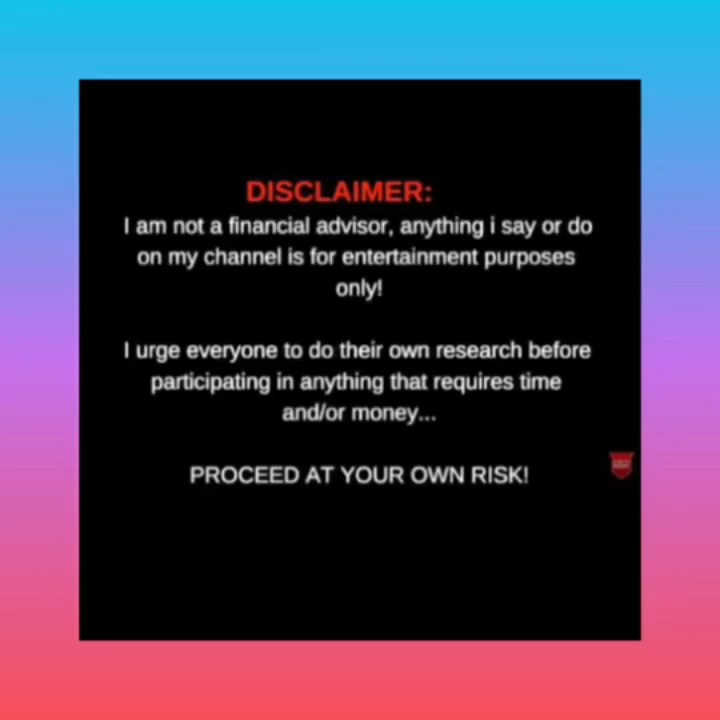 DISCLAIMER:
I am not a financial advisor, anything i say or do
on my channel is for entertainment purposes
only!
I urge everyone to do their own research before
participating in anything that requires time
and/or money...
PROCEED AT YOUR OWN RISK!